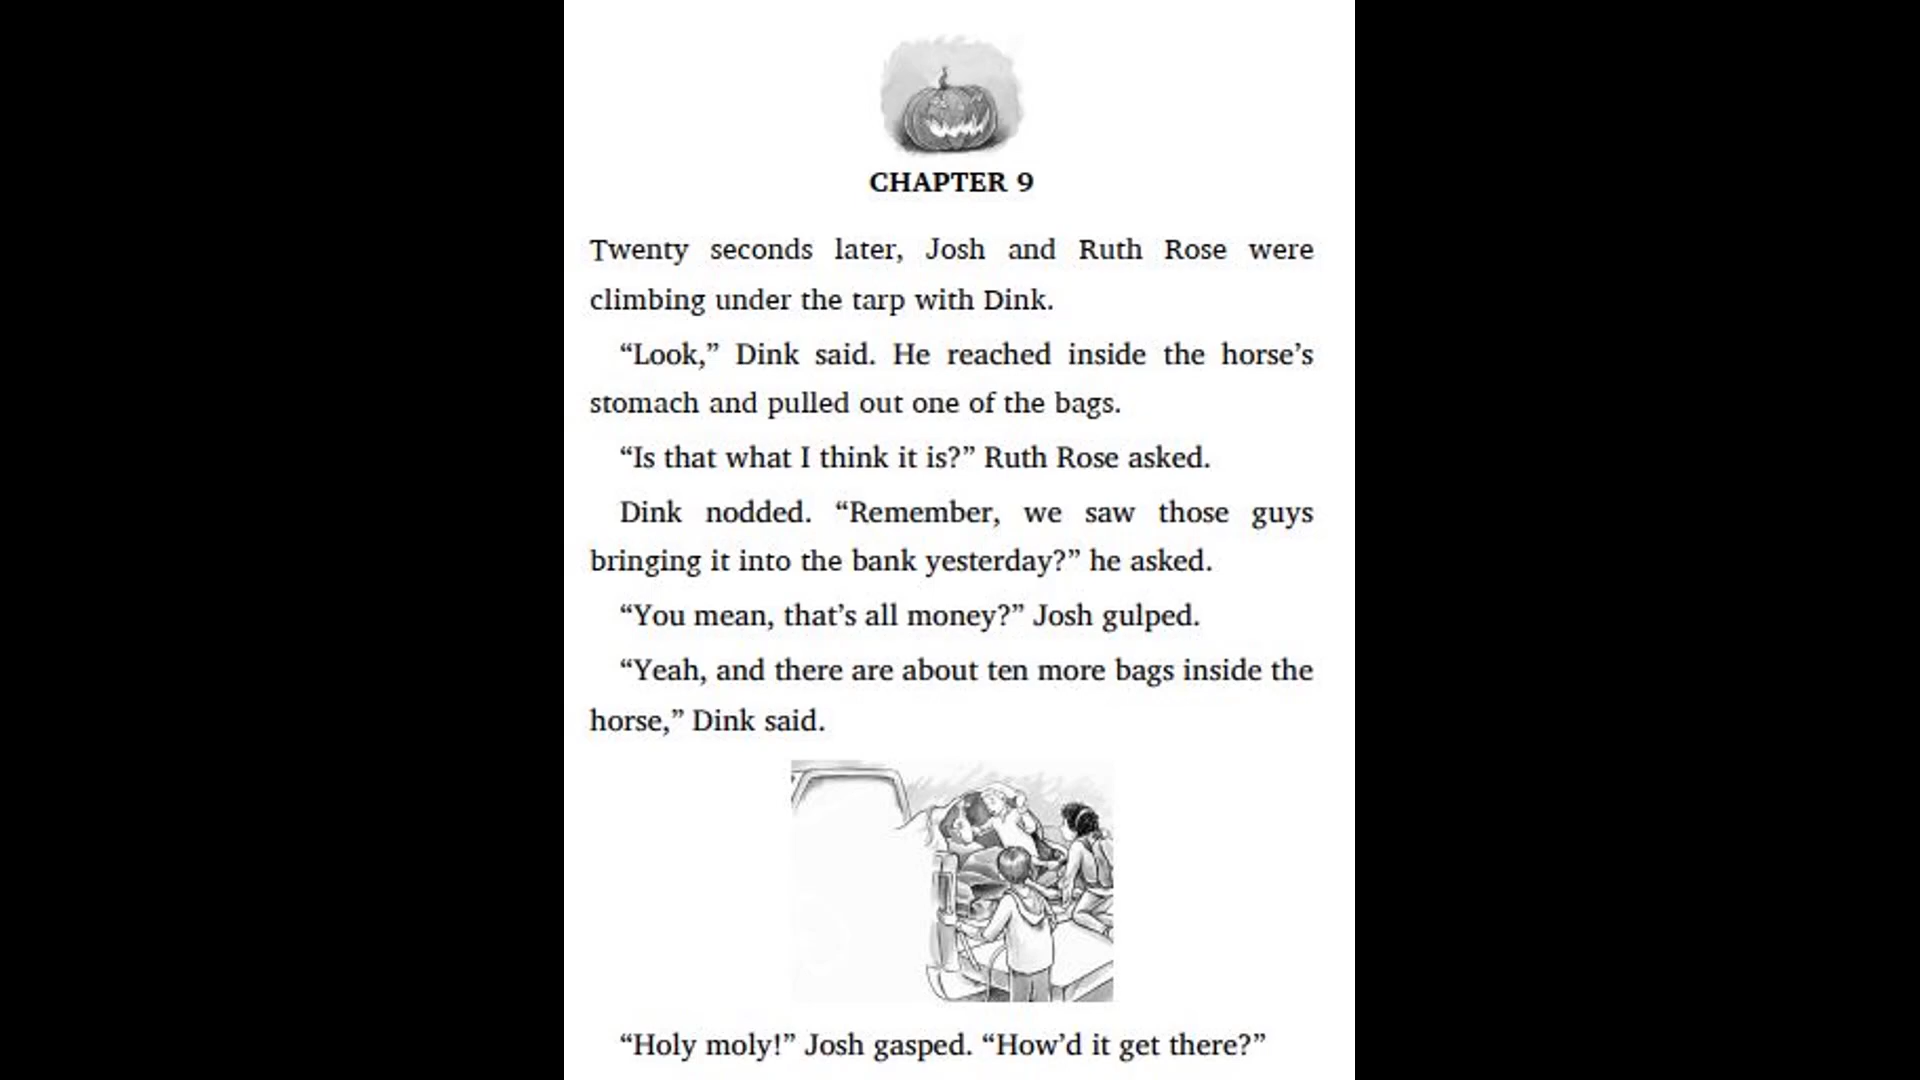 CHAPTER 9
Twenty seconds later, Josh and Ruth Rose were
climbing under the tarp with Dink.
“Look,” Dink said. He reached inside the horse’s
stomach and pulled out one of the bags.
“Is that what I think it is?” Ruth Rose asked.
Dink nodded. “Remember, we saw those guys
bringing it into the bank yesterday?” he asked.
“You mean, that’s all money?” Josh gulped.
“Yeah, and there are about ten more bags inside the
horse,” Dink said.
“Holy moly!” Josh gasped. “How’d it get there?”